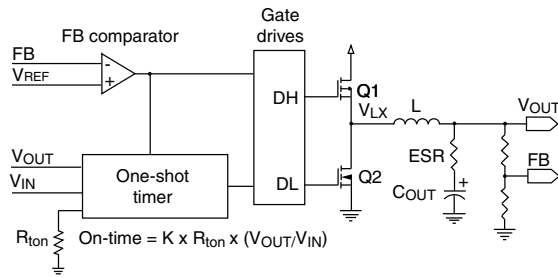 FB comparator
Gate
drives
FB
VREF
-
+
DH
Q1
VLX
L
VOUT
VOUT
VIN
One-shot
timer
DL
Q2
ESR
COUT
+
FB
Rton
On-time = K x Rton x (VOUT/VIN)